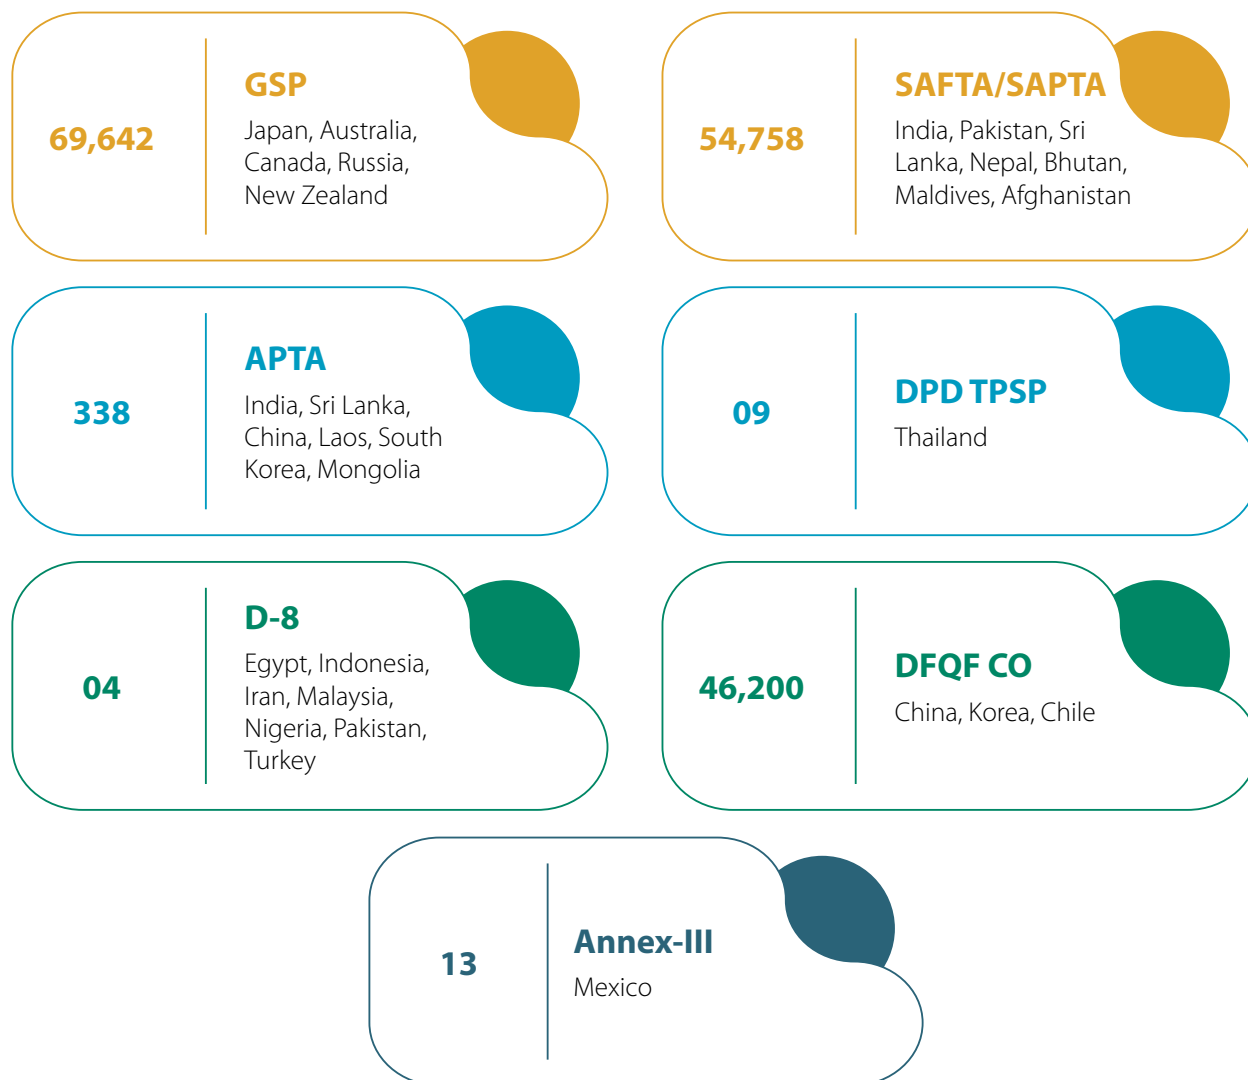 69,642
GSP
Japan, Australia,
Canada, Russia,
New Zealand
54,758
SAFTA/SAPTA
India, Pakistan, Sri
Lanka, Nepal, Bhutan,
Maldives, Afghanistan
338
APTA
India, Sri Lanka,
China, Laos, South
Korea, Mongolia
09
DPD TPSP
Thailand
04
D-8
Egypt, Indonesia,
Iran, Malaysia,
Nigeria, Pakistan,
Turkey
46,200
DFQF CO
China, Korea, Chile
13
Annex-III
Mexico